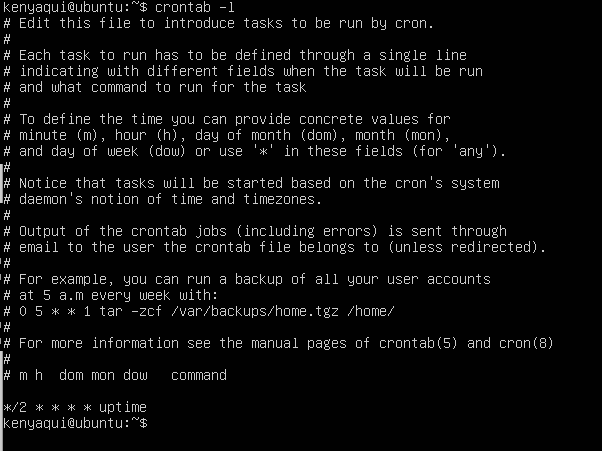 kenyaqui@ubuntu:~$ crontab -l
# Edit this file to introduce tasks to be run by cron.
#
# Each task to run has to be defined through a single line
# indicating with different fields when the task will be run
# and what command to run for the task
#
# To define the time you can provide concrete values for
# minute (m), hour (h), day of month (dom), month (mon),
# and day of week (dow) or use '*' in these fields (for 'any').
#
# Notice that tasks will be started based on the cron's system
# daemon's notion of time and timezones.
#
# Output of the crontab jobs (including errors) is sent through
# email to the user the crontab file belongs to (unless redirected).
#
# For example, you can run a backup of all your user accounts
# at 5 a.m every week with:
# 0 5 * * 1 tar -zcf /var/backups/home.tgz /home/
#
# For more information see the manual pages of crontab(5) and cron(8)
#
# m h  dom mon dow   command

*/2 * * * * uptime
kenyaqui@ubuntu:~$